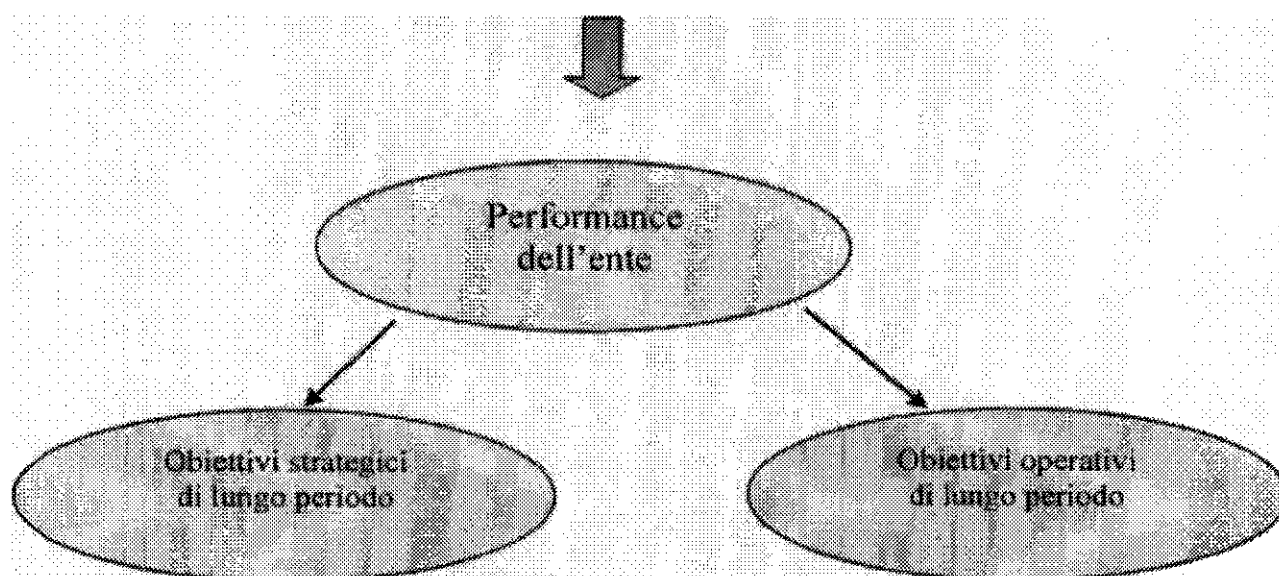 Performance
dell'ente
Obiettivi strategici
di lungo periodo
Obiettivi operativi
di lungo periodo